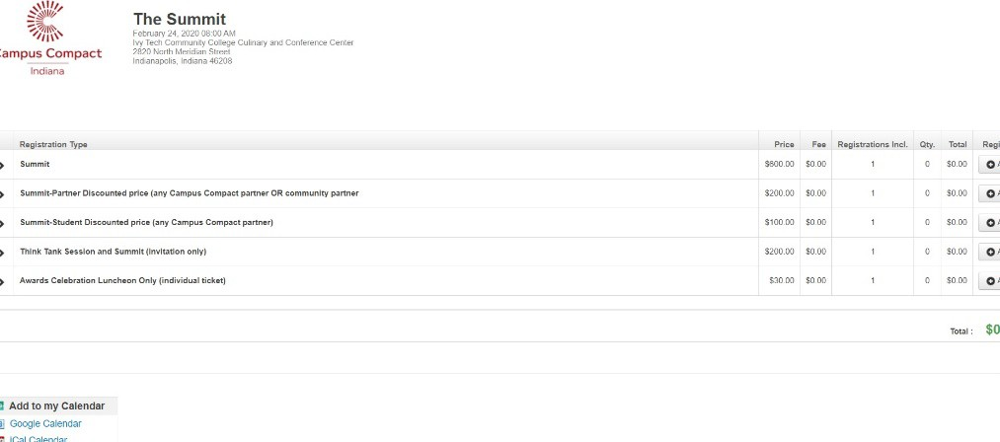 The Summit
February 24, 2020 08:00 AM
Ivy Tech Community College Culinary and Conference Center
2820 North Meridian Street
Indianapolis, Indiana 46208
ampus Compact
Indiana
Registration Type Price Fee Registrations Incl. Qty. Total Regi
Summit $600.00 $0.00 1 0 $0.00
Summit-Partner Discounted price (any Campus Compact partner OR community partner $200.00 $0.00 1 0 $0.00
Summit-Student Discounted price (any Campus Compact partner) $100.00 $0.00 1 0 $0.00
Think Tank Session and Summit (invitation only) $200.00 $0.00 1 0 $0.00
Awards Celebration Luncheon Only (individual ticket) $30.00 $0.00 1 0 $0.00
Total : $0
Add to my Calendar
Google Calendar
iCal Calendar